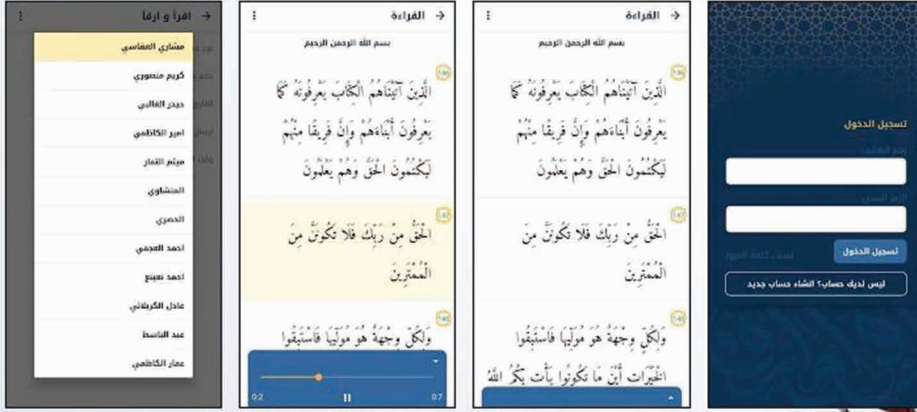 اقرأ و ارقأ
مشاري العفاسي
كريم منصوري
حيدر الغالبي
امير الكاظمي
ميثم التمار
المنشاوي
الحصري
احمد العجمي
احمد نعينع
عادل الكربلائي
عبد الباسط
عمار الكاظمي
القراءة
بسم الله الرحمن الرحيم
الَّذِينَ آتَيْنَاهُمُ الْكِتَابَ يَعْرِفُونَهُ كَمَا
يَعْرِفُونَ أَبْنَاءَهُمْ وَإِنَّ فَرِيقًا مِنْهُمْ
لَيَكْتُمُونَ الْحَقَّ وَهُمْ يَعْلَمُونَ
الْحَقُّ مِنْ رَبِّكَ فَلَا تَكُونَنَّ مِنَ
الْمُمْتَرِينَ
وَلِكُلٍّ وِجْهَةٌ هُوَ مُوَلِّيهَا فَاسْتَبِقُوا
0:2
0:7
القراءة
بسم الله الرحمن الرحيم
الَّذِينَ آتَيْنَاهُمُ الْكِتَابَ يَعْرِفُونَهُ كَمَا
يَعْرِفُونَ أَبْنَاءَهُمْ وَإِنَّ فَرِيقًا مِنْهُمْ
لَيَكْتُمُونَ الْحَقَّ وَهُمْ يَعْلَمُونَ
الْحَقُّ مِنْ رَبِّكَ فَلَا تَكُونَنَّ مِنَ
الْمُمْتَرِينَ
وَلِكُلٍّ وِجْهَةٌ هُوَ مُوَلِّيهَا فَاسْتَبِقُوا
الْخَيْرَاتِ أَيْنَ مَا تَكُونُوا يَأْتِ بِكُمُ اللَّهُ
تسجيل الدخول
تسجيل الدخول
نسيت كلمة المرور
ليس لديك حساب؟ انشاء حساب جديد